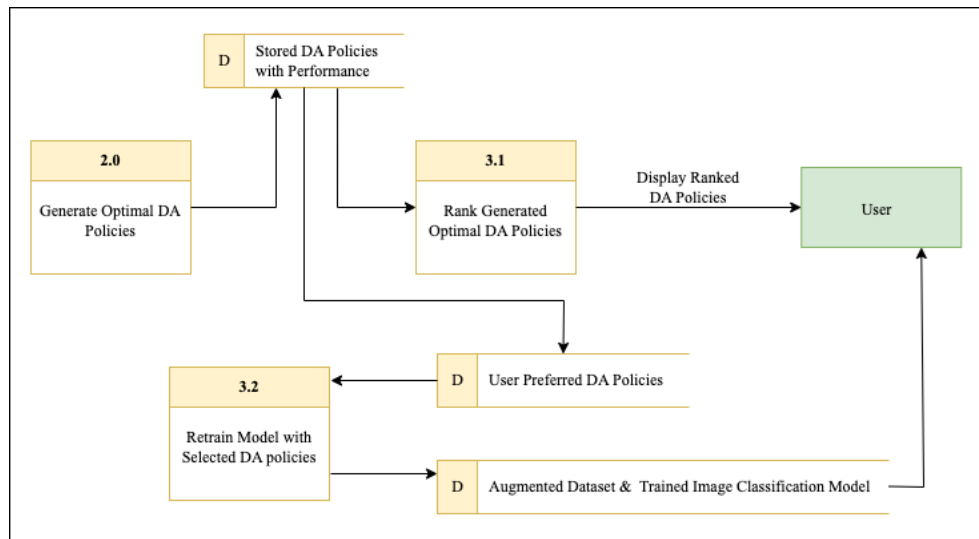 D
Stored DA Policies
with Performance
2.0
Generate Optimal DA
Policies
3.1
Rank Generated
Optimal DA Policies
Display Ranked
DA Policies
User
D
User Preferred DA Policies
3.2
Retrain Model with
Selected DA policies
D
Augmented Dataset & Trained Image Classification Model